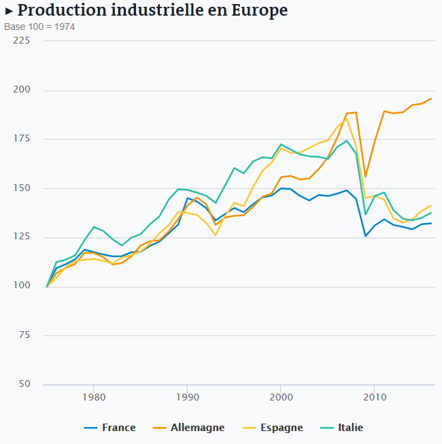 ▸ Production industrielle en Europe
Base 100 = 1974
225
200
175
150
125
100
75
50
1980 1990 2000 2010
France Allemagne Espagne Italie